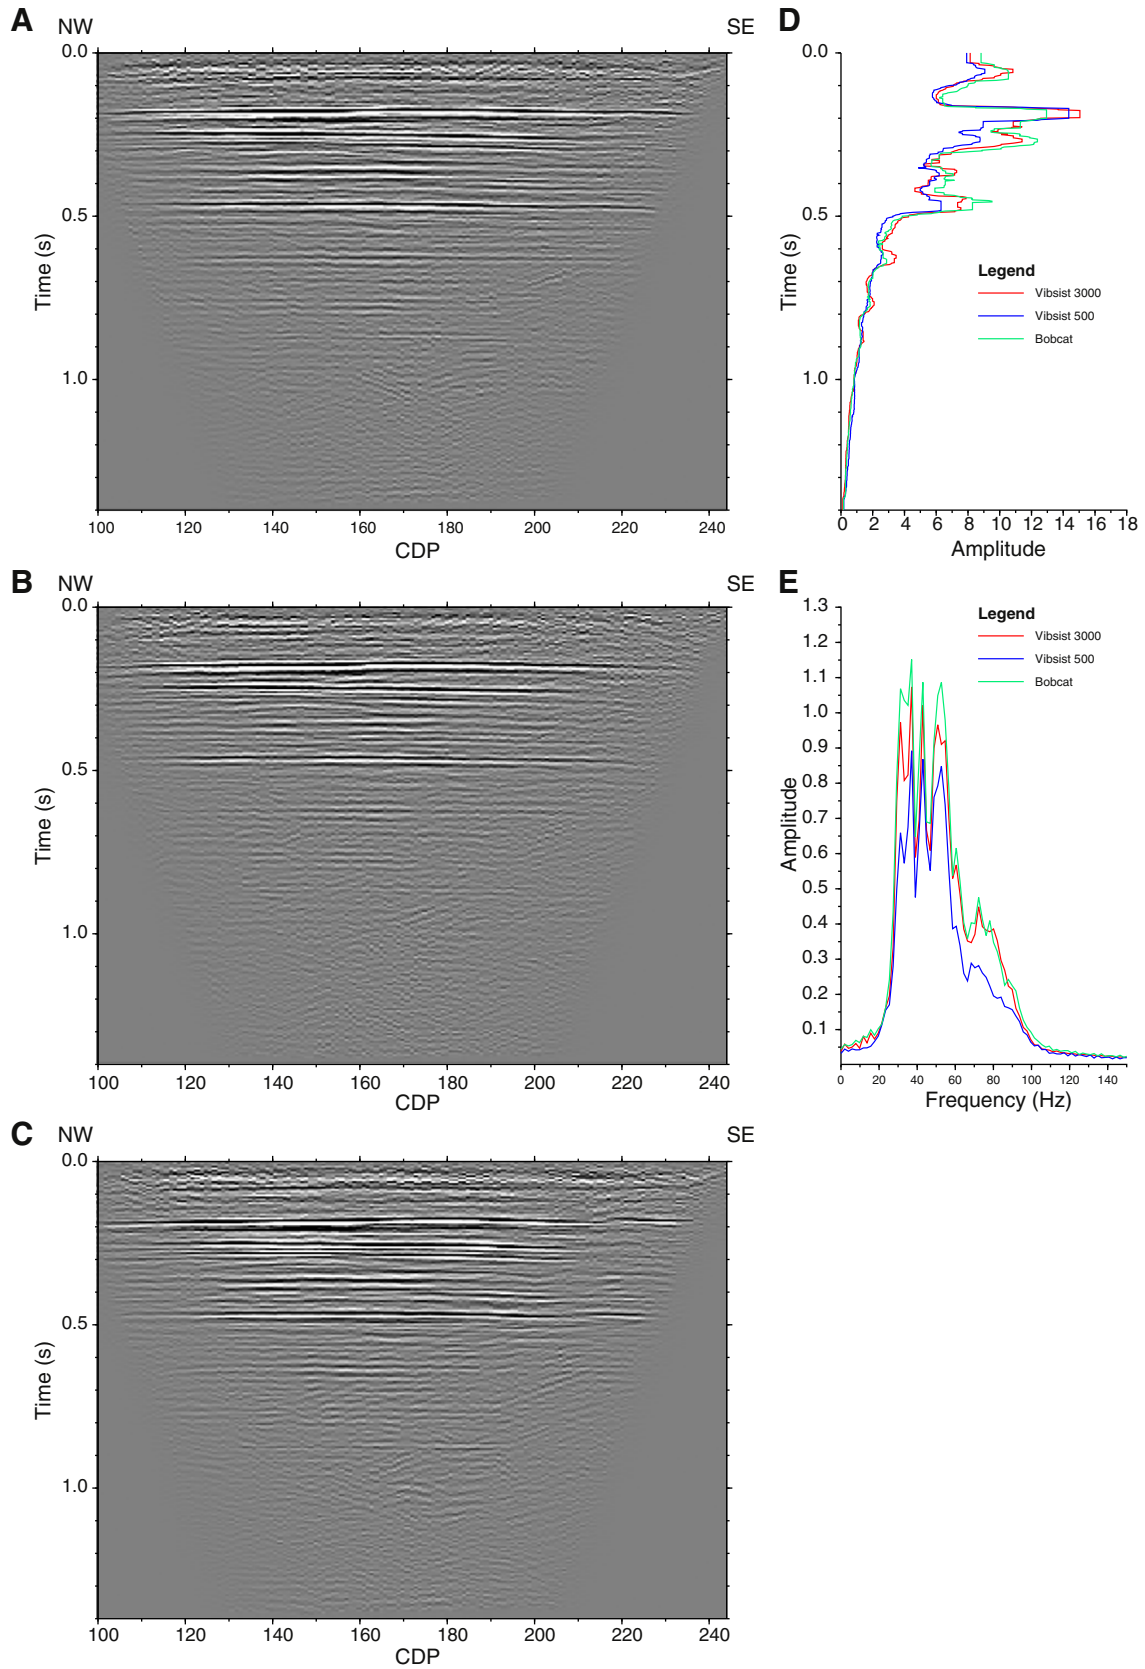 A
NW
SE
0.0
0.5
1.0
Time (s)
100
120
140
160
180
200
220
240
CDP
B
NW
SE
0.0
0.5
1.0
Time (s)
100
120
140
160
180
200
220
240
CDP
C
NW
SE
0.0
0.5
1.0
Time (s)
100
120
140
160
180
200
220
240
CDP
D
0.0
0.5
1.0
Time (s)
Legend
Vibsist 3000
Vibsist 500
Bobcat
0
2
4
6
8
10
12
14
16
18
Amplitude
E
1.3
1.2
1.1
1.0
0.9
0.8
0.7
0.6
0.5
0.4
0.3
0.2
0.1
Amplitude
Legend
Vibsist 3000
Vibsist 500
Bobcat
0
20
40
60
80
100
120
140
Frequency (Hz)